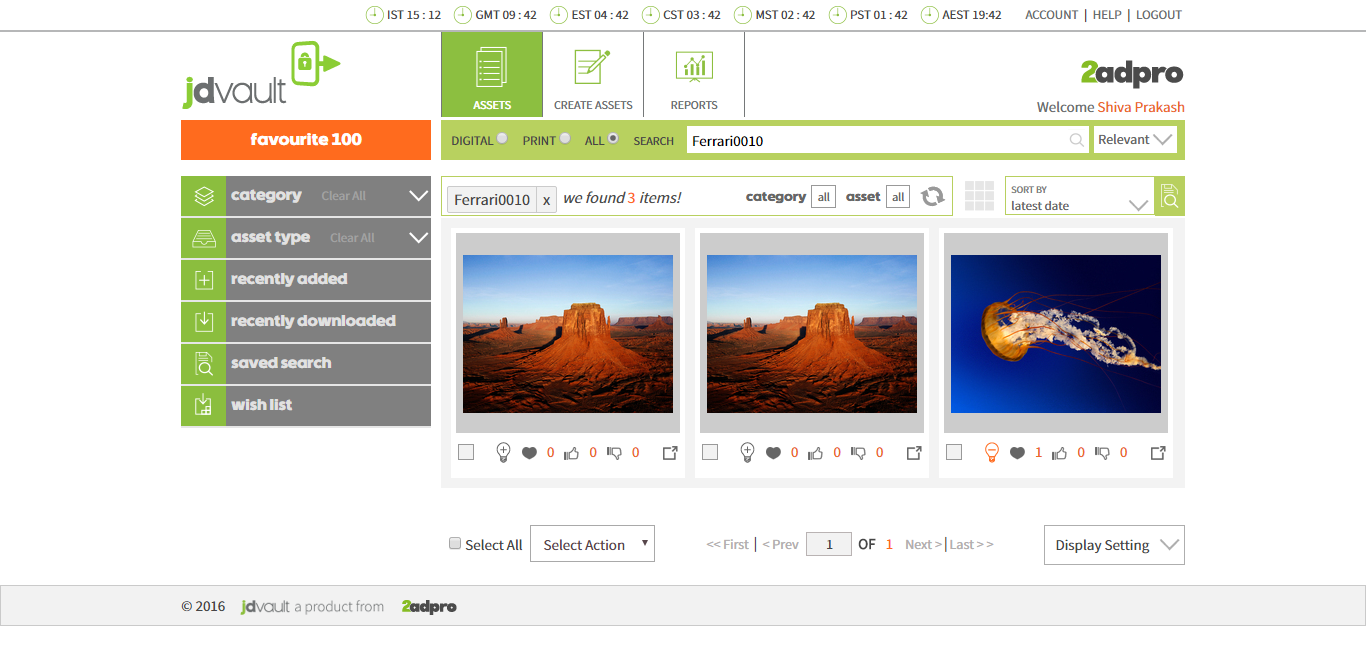 IST 15 : 12 GMT 09 : 42 EST 04 : 42 CST 03 : 42 MST 02 : 42 PST 01 : 42 AEST 19:42 ACCOUNT | HELP | LOGOUT
jdvault
ASSETS
CREATE ASSETS
REPORTS
2adpro
Welcome Shiva Prakash
favourite 100
DIGITAL PRINT ALL SEARCH Ferrari0010 Relevant
category Clear All
asset type Clear All
recently added
recently downloaded
saved search
wish list
Ferrari0010 x we found 3 items! category all asset all
SORT BY
latest date
0 0 0
0 0 0
1 0 0
Select All Select Action << First | < Prev 1 OF 1 Next > | Last >> Display Setting
© 2016 jdvault a product from 2adpro